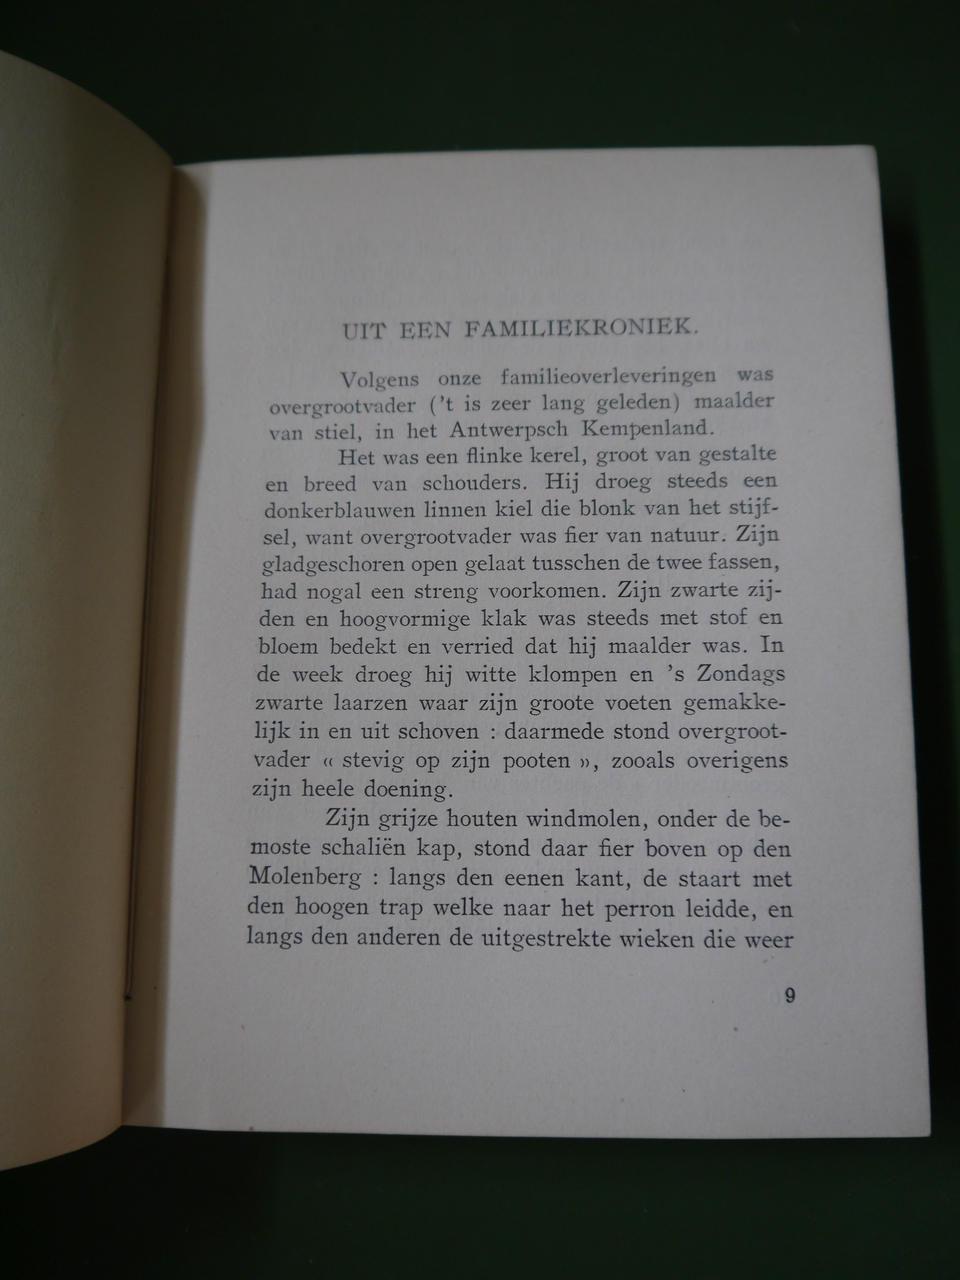 UIT EEN FAMILIEKRONIEK.
Volgens onze familieoverleveringen was
overgrootvader ('t is zeer lang geleden) maalder
van stiel, in het Antwerpsch Kempenland.
Het was een flinke kerel, groot van gestalte
en breed van schouders. Hij droeg steeds een
donkerblauwen linnen kiel die blonk van het stijf-
sel, want overgrootvader was fier van natuur. Zijn
gladgeschoren open gelaat tusschen de twee fassen,
had nogal een streng voorkomen. Zijn zwarte zij-
den en hoogvormige klak was steeds met stof en
bloem bedekt en verried dat hij maalder was. In
de week droeg hij witte klompen en 's Zondags
zwarte laarzen waar zijn groote voeten gemakke-
lijk in en uit schoven : daarmede stond overgroot-
vader « stevig op zijn pooten », zooals overigens
zijn heele doening.
Zijn grijze houten windmolen, onder de be-
moste schaliën kap, stond daar fier boven op den
Molenberg : langs den eenen kant, de staart met
den hoogen trap welke naar het perron leidde, en
langs den anderen de uitgestrekte wieken die weer
9